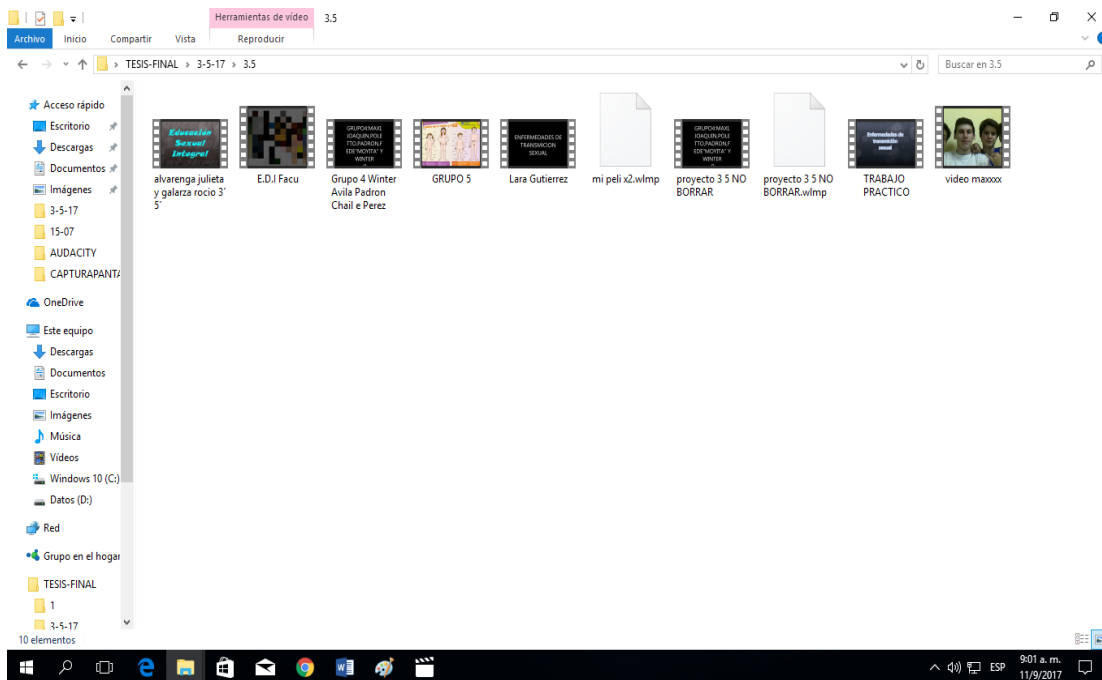 Herramientas de vídeo
3.5
Archivo
Inicio
Compartir
Vista
Reproducir
TESIS-FINAL › 3-5-17 › 3.5
Buscar en 3.5
Acceso rápido
Escritorio
Descargas
Documentos
Imágenes
3-5-17
15-07
AUDACITY
CAPTURAPANTA
OneDrive
Este equipo
Descargas
Documentos
Escritorio
Imágenes
Música
Vídeos
Windows 10 (C:)
Datos (D:)
Red
Grupo en el hogar
TESIS-FINAL
1
3-5-17
Educacion
Sexual
Integral
alvarenga julieta
y galarza rocio 3´
5´
E.D.I Facu
GRUPO4:MAXI,
JOAQUIN,POLE
TTO,PADRON,F
EDE"MOYITA" Y
WINTER
Grupo 4 Winter
Avila Padron
Chail e Perez
GRUPO 5
ENFERMEDADES DE
TRANSMICION
SEXUAL
Lara Gutierrez
mi peli x2.wlmp
GRUPO4:MAXI,
JOAQUIN,POLE
TTO,PADRON,F
EDE"MOYITA" Y
WINTER
proyecto 3 5 NO
BORRAR
proyecto 3 5 NO
BORRAR.wlmp
Enfermedades de
transmición
sexual
TRABAJO
PRACTICO
video maxxxx
10 elementos
ESP
9:01 a. m.
11/9/2017